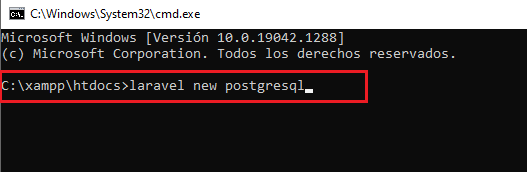 C:\Windows\System32\cmd.exe
Microsoft Windows [Versión 10.0.19042.1288]
(c) Microsoft Corporation. Todos los derechos reservados.
C:\xampp\htdocs>laravel new postgresql